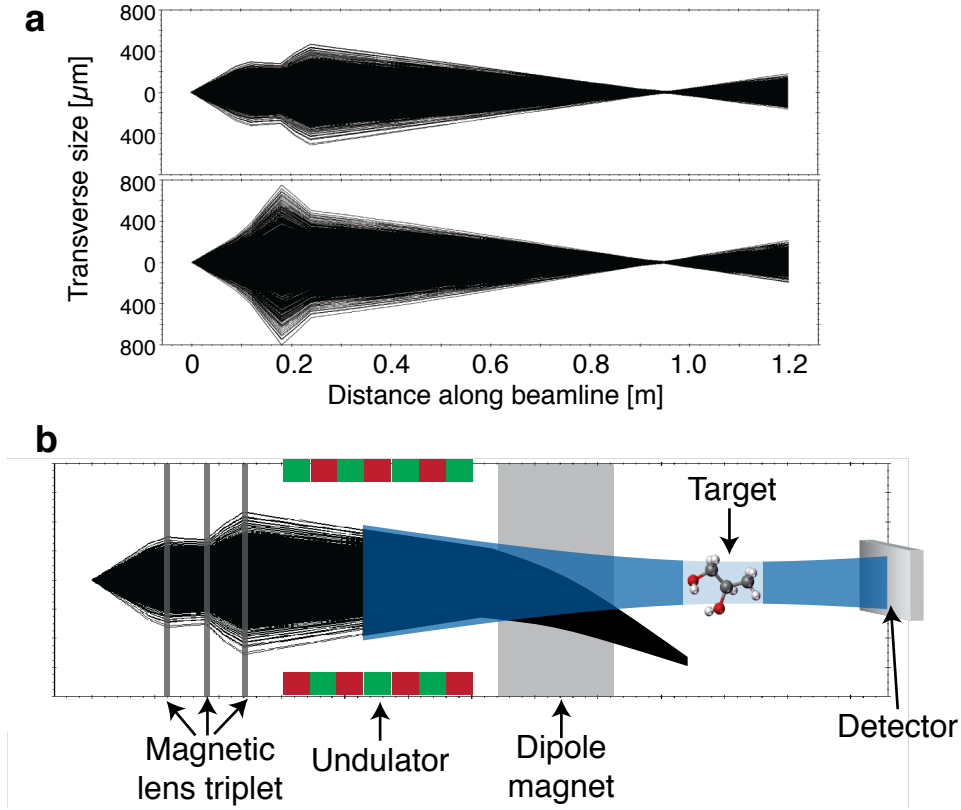 a
800
400
0
400
800
400
0
400
800
Transverse size [µm]
0 0.2 0.4 0.6 0.8 1.0 1.2
Distance along beamline [m]
b
Target
Magnetic
lens triplet
Undulator
Dipole
magnet
Detector